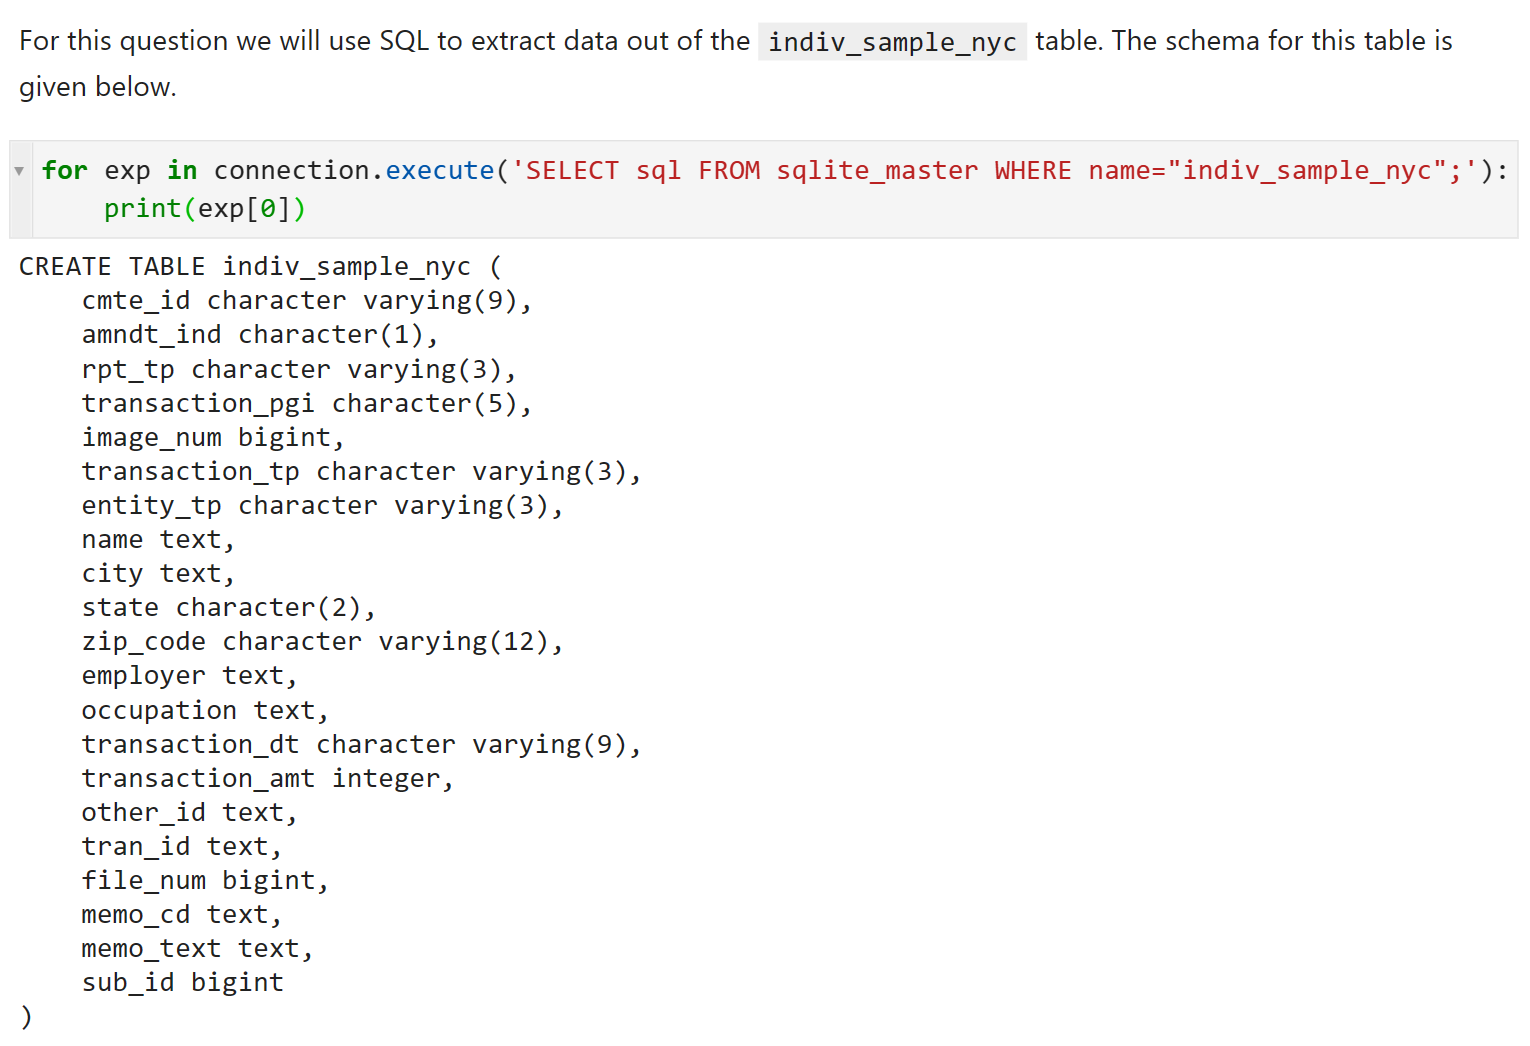 For this question we will use SQL to extract data out of the indiv_sample_nyc table. The schema for this table is
given below.
for exp in connection.execute('SELECT sql FROM sqlite_master WHERE name="indiv_sample_nyc";'):
    print(exp[0])
CREATE TABLE indiv_sample_nyc (
    cmte_id character varying(9),
    amndt_ind character(1),
    rpt_tp character varying(3),
    transaction_pgi character(5),
    image_num bigint,
    transaction_tp character varying(3),
    entity_tp character varying(3),
    name text,
    city text,
    state character(2),
    zip_code character varying(12),
    employer text,
    occupation text,
    transaction_dt character varying(9),
    transaction_amt integer,
    other_id text,
    tran_id text,
    file_num bigint,
    memo_cd text,
    memo_text text,
    sub_id bigint
)